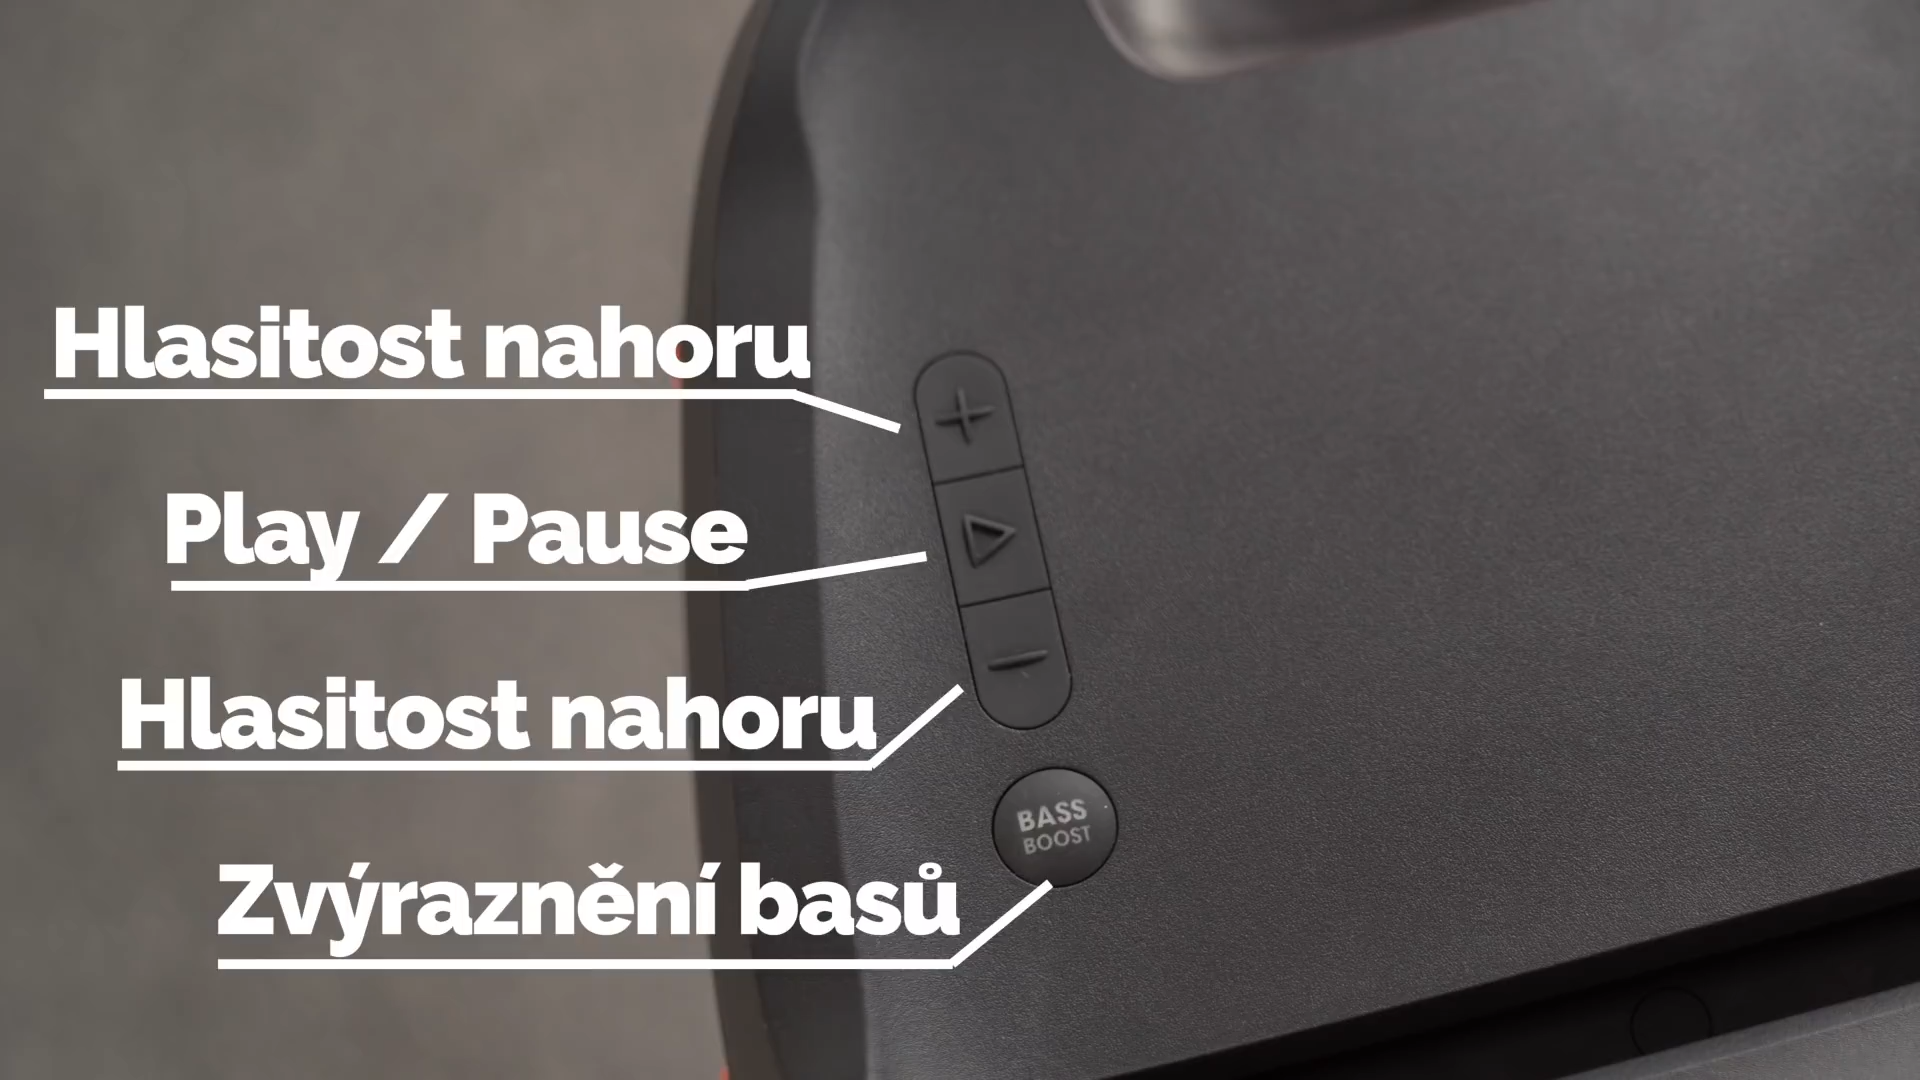 Hlasitost nahoru
Play / Pause
Hlasitost nahoru
BASS
BOOST
Zvýraznění basů